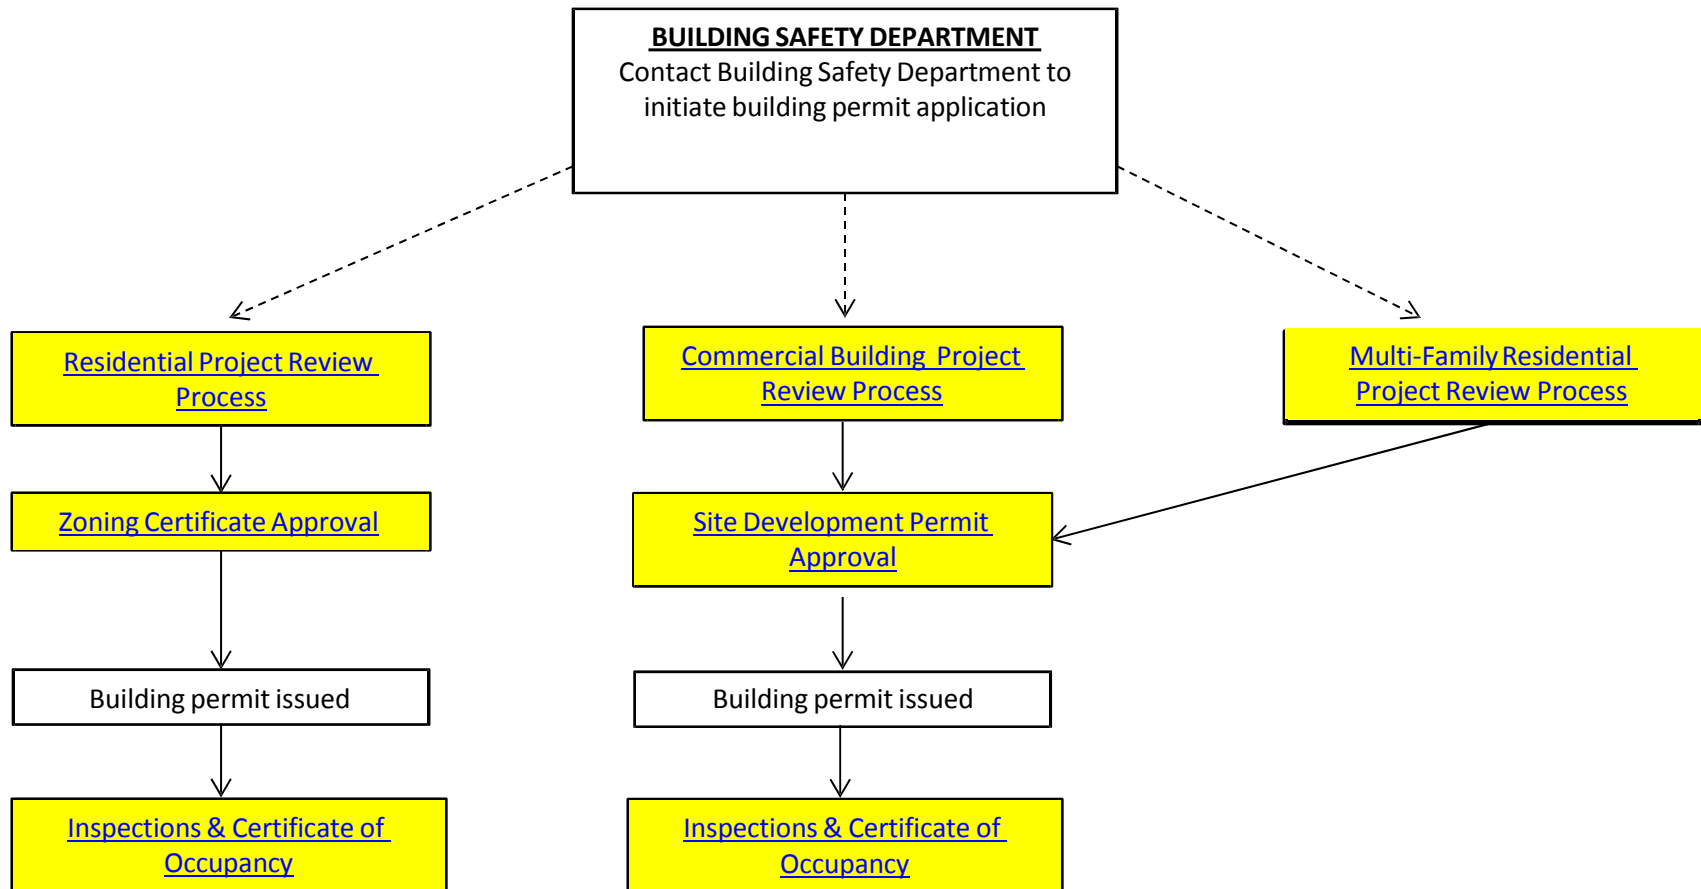 BUILDING SAFETY DEPARTMENT
Contact Building Safety Department to
initiate building permit application
Residential Project Review
Process
Commercial Building Project
Review Process
Multi-Family Residential
Project Review Process
Zoning Certificate Approval
Site Development Permit
Approval
Building permit issued
Building permit issued
Inspections & Certificate of
Occupancy
Inspections & Certificate of
Occupancy